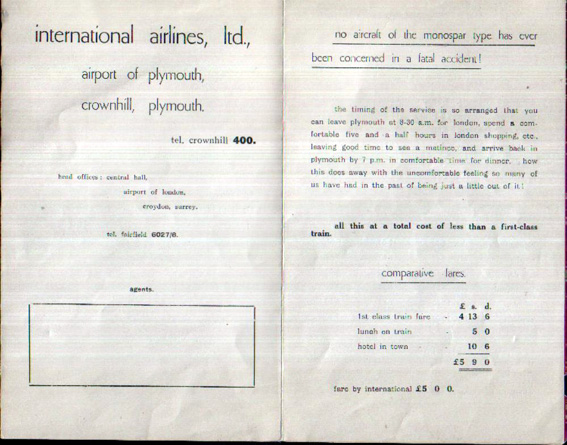 international airlines, ltd.,
airport of plymouth,
crownhill, plymouth.
tel. crownhill 400.
head offices : central hall,
airport of london,
croydon, surrey.
tel. fairfield 6027/8.
agents.
no aircraft of the monospar type has ever
been concerned in a fatal accident!
the timing of the service is so arranged that you
can leave plymouth at 8-30 a.m. for london, spend a com-
fortable five and a half hours in london shopping, etc.,
leaving good time to see a matinee, and arrive back in
plymouth by 7 p.m. in comfortable time for dinner. how
this does away with the uncomfortable feeling so many of
us have had in the past of being just a little out of it!
all this at a total cost of less than a first-class
train.
comparative fares.
£ s. d.
1st class train fare - 4 13 6
lunch on train 5 0
hotel in town - 10 6
£5 9 0
fare by international £5 0 0.